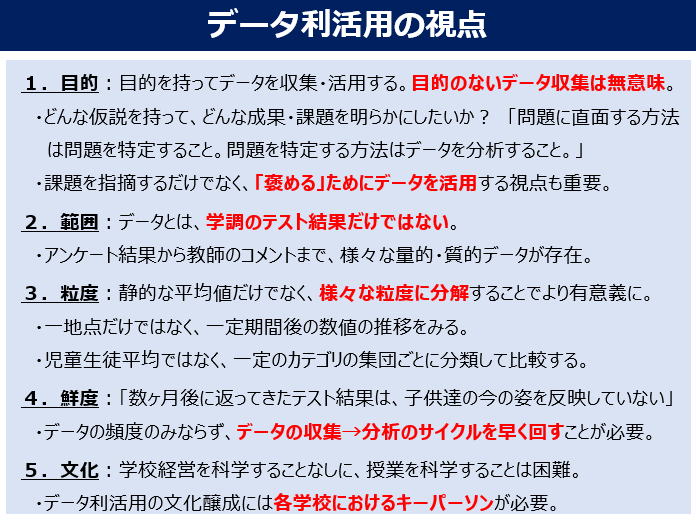 データ利活用の視点
１．目的：目的を持ってデータを収集・活用する。目的のないデータ収集は無意味。
・どんな仮説を持って、どんな成果・課題を明らかにしたいか？　「問題に直面する方法
は問題を特定すること。問題を特定する方法はデータを分析すること。」
・課題を指摘するだけでなく、「褒める」ためにデータを活用する視点も重要。
２．範囲：データとは、学調のテスト結果だけではない。
・アンケート結果から教師のコメントまで、様々な量的・質的データが存在。
３．粒度：静的な平均値だけでなく、様々な粒度に分解することでより有意義に。
・一地点だけではなく、一定期間後の数値の推移をみる。
・児童生徒平均ではなく、一定のカテゴリの集団ごとに分類して比較する。
４．鮮度：「数ヶ月後に返ってきたテスト結果は、子供達の今の姿を反映していない」
・データの頻度のみならず、データの収集→分析のサイクルを早く回すことが必要。
５．文化：学校経営を科学することなしに、授業を科学することは困難。
・データ利活用の文化醸成には各学校におけるキーパーソンが必要。